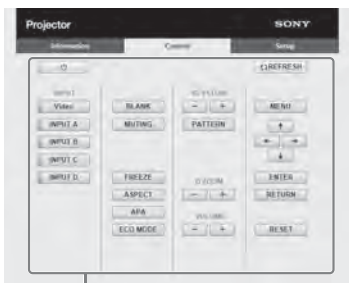 Projector
SONY
Information
Control
Setup
REFRESH
INPUT
Video
INPUT A
INPUT B
INPUT C
INPUT D
BLANK
MUTING
FREEZE
ASPECT
APA
ECO MODE
KEYSTONE
- +
PATTERN
D ZOOM
- +
VOLUME
- +
MENU
ENTER
RETURN
RESET